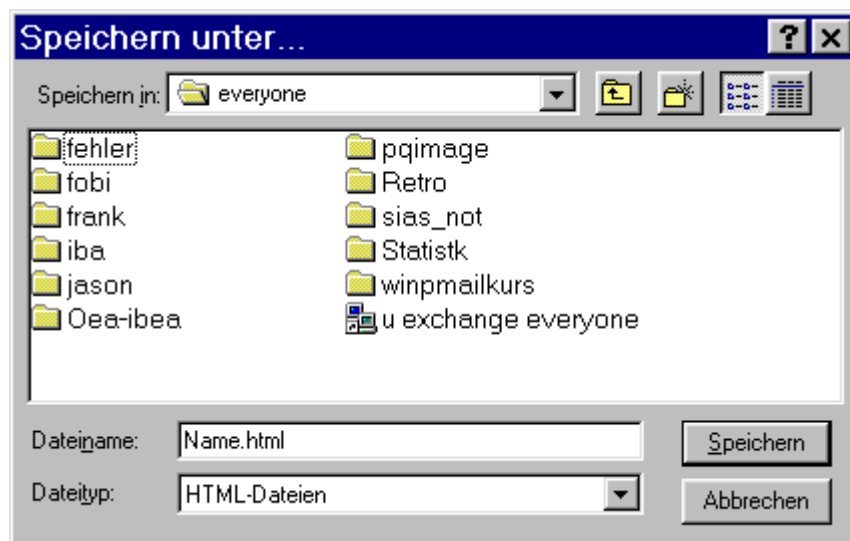 Speichern unter...
Speichern in: everyone
fehler pqimage
fobi Retro
frank sias_not
iba Statistk
jason winpmailkurs
Oea-ibea u exchange everyone
Dateiname: Name.html Speichern
Dateityp: HTML-Dateien Abbrechen